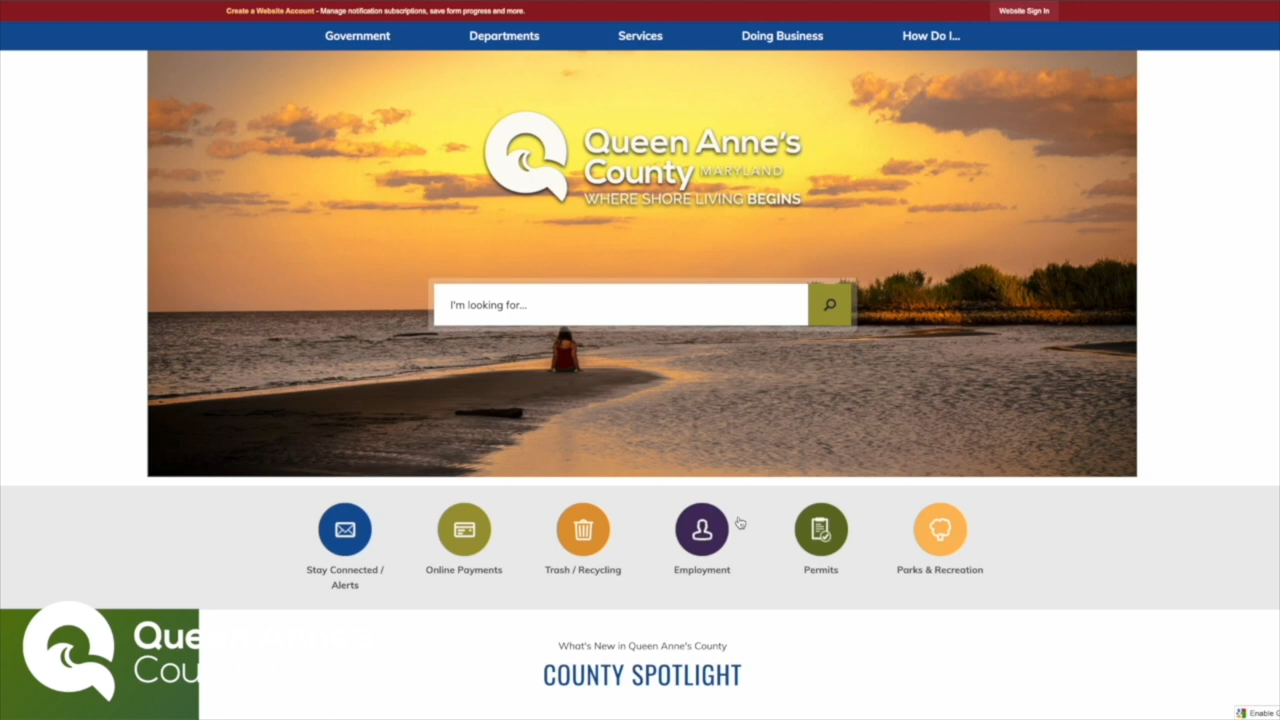 Create a Website Account - Manage notification subscriptions, save form progress and more.
Website Sign In
Government
Departments
Services
Doing Business
How Do I...
Queen Anne's
County MARYLAND
WHERE SHORE LIVING BEGINS
I'm looking for...
Stay Connected /
Alerts
Online Payments
Trash / Recycling
Employment
Permits
Parks & Recreation
What's New in Queen Anne's County
COUNTY SPOTLIGHT
Enable